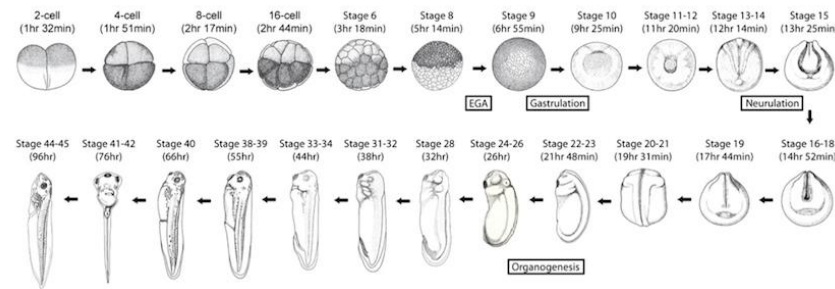 2-cell
(1hr 32min)
4-cell
(1hr 51min)
8-cell
(2hr 17min)
16-cell
(2hr 44min)
Stage 6
(3hr 18min)
Stage 8
(5hr 14min)
Stage 9
(6hr 55min)
Stage 10
(9hr 25min)
Stage 11-12
(11hr 20min)
Stage 13-14
(12hr 14min)
Stage 15
(13hr 25min)
EGA
Gastrulation
Neurulation
Stage 44-45
(96hr)
Stage 41-42
(76hr)
Stage 40
(66hr)
Stage 38-39
(55hr)
Stage 33-34
(44hr)
Stage 31-32
(38hr)
Stage 28
(32hr)
Stage 24-26
(26hr)
Stage 22-23
(21hr 48min)
Stage 20-21
(19hr 31min)
Stage 19
(17hr 44min)
Stage 16-18
(14hr 52min)
Organogenesis